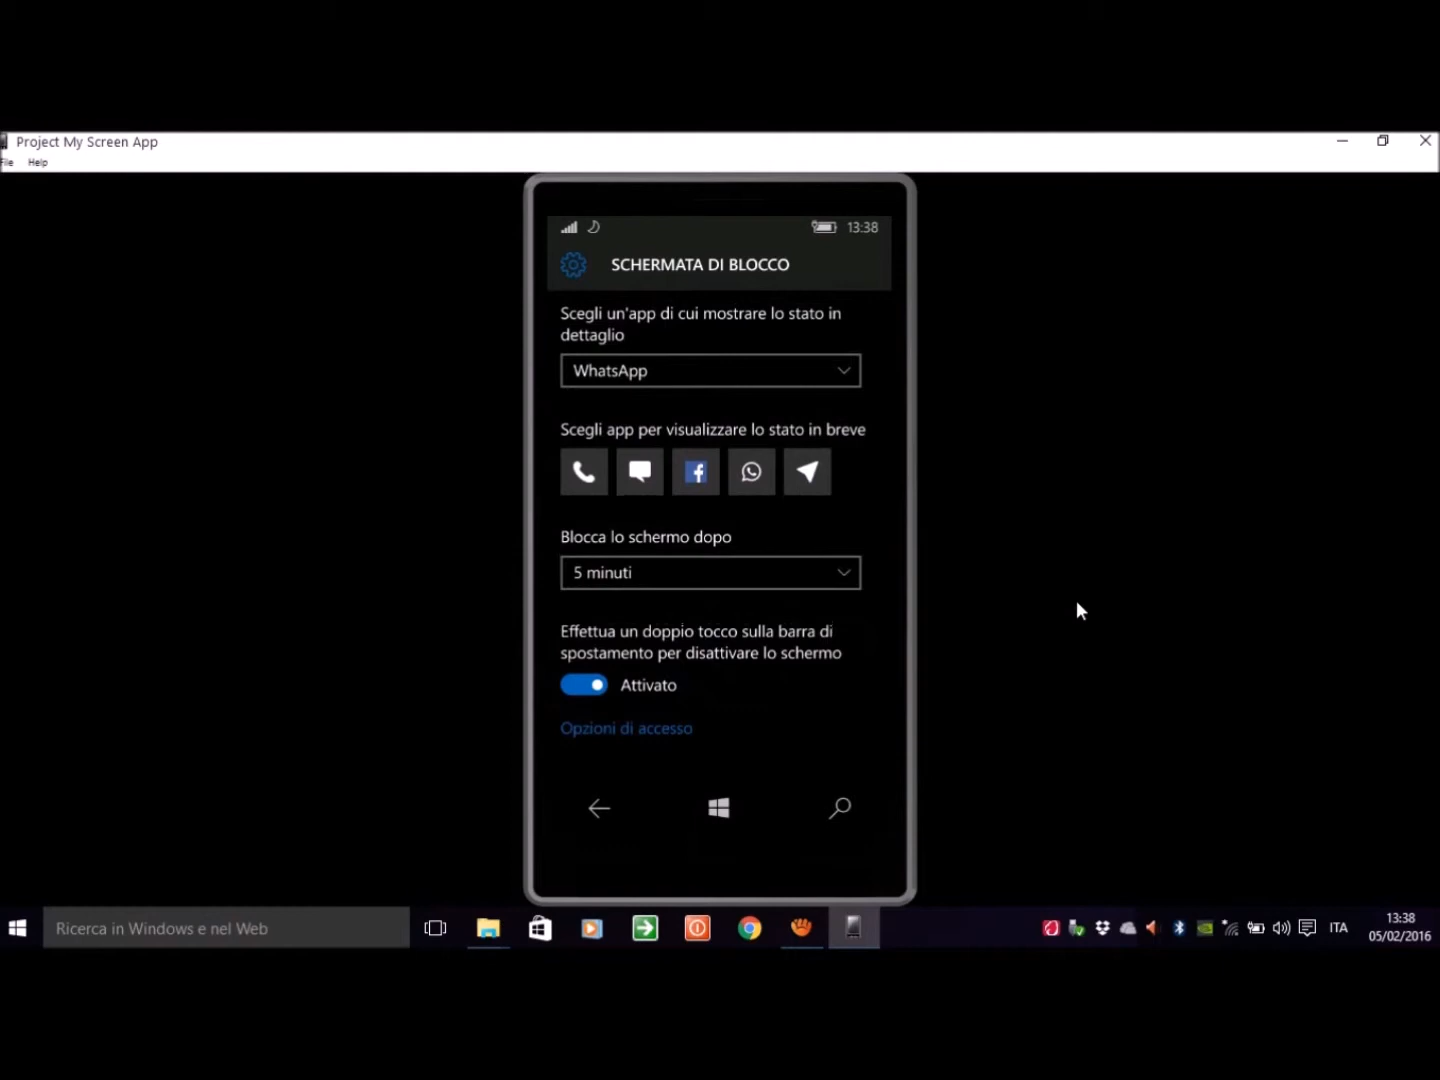 Project My Screen App
File Help
13:38
SCHERMATA DI BLOCCO
Scegli un'app di cui mostrare lo stato in
dettaglio
WhatsApp
Scegli app per visualizzare lo stato in breve
Blocca lo schermo dopo
5 minuti
Effettua un doppio tocco sulla barra di
spostamento per disattivare lo schermo
Attivato
Opzioni di accesso
Ricerca in Windows e nel Web
ITA
13:38
05/02/2016